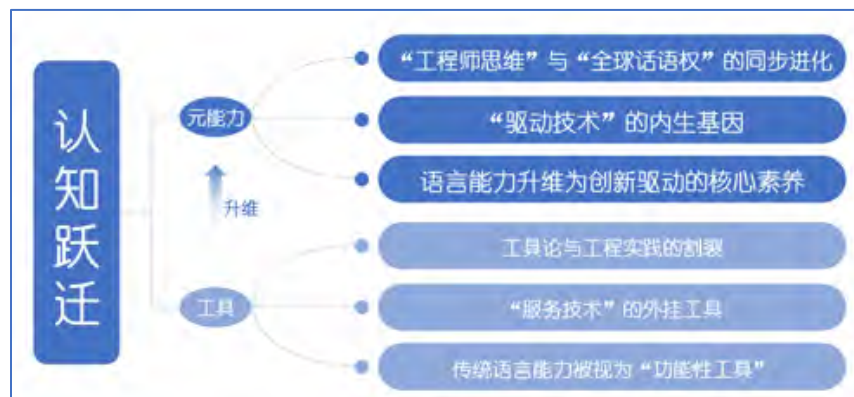 认知跃迁
元能力
“工程师思维”与“全球话语权”的同步进化
“驱动技术”的内生基因
语言能力升维为创新驱动的核心素养
升维
工具
工具论与工程实践的割裂
“服务技术”的外挂工具
传统语言能力被视为“功能性工具”